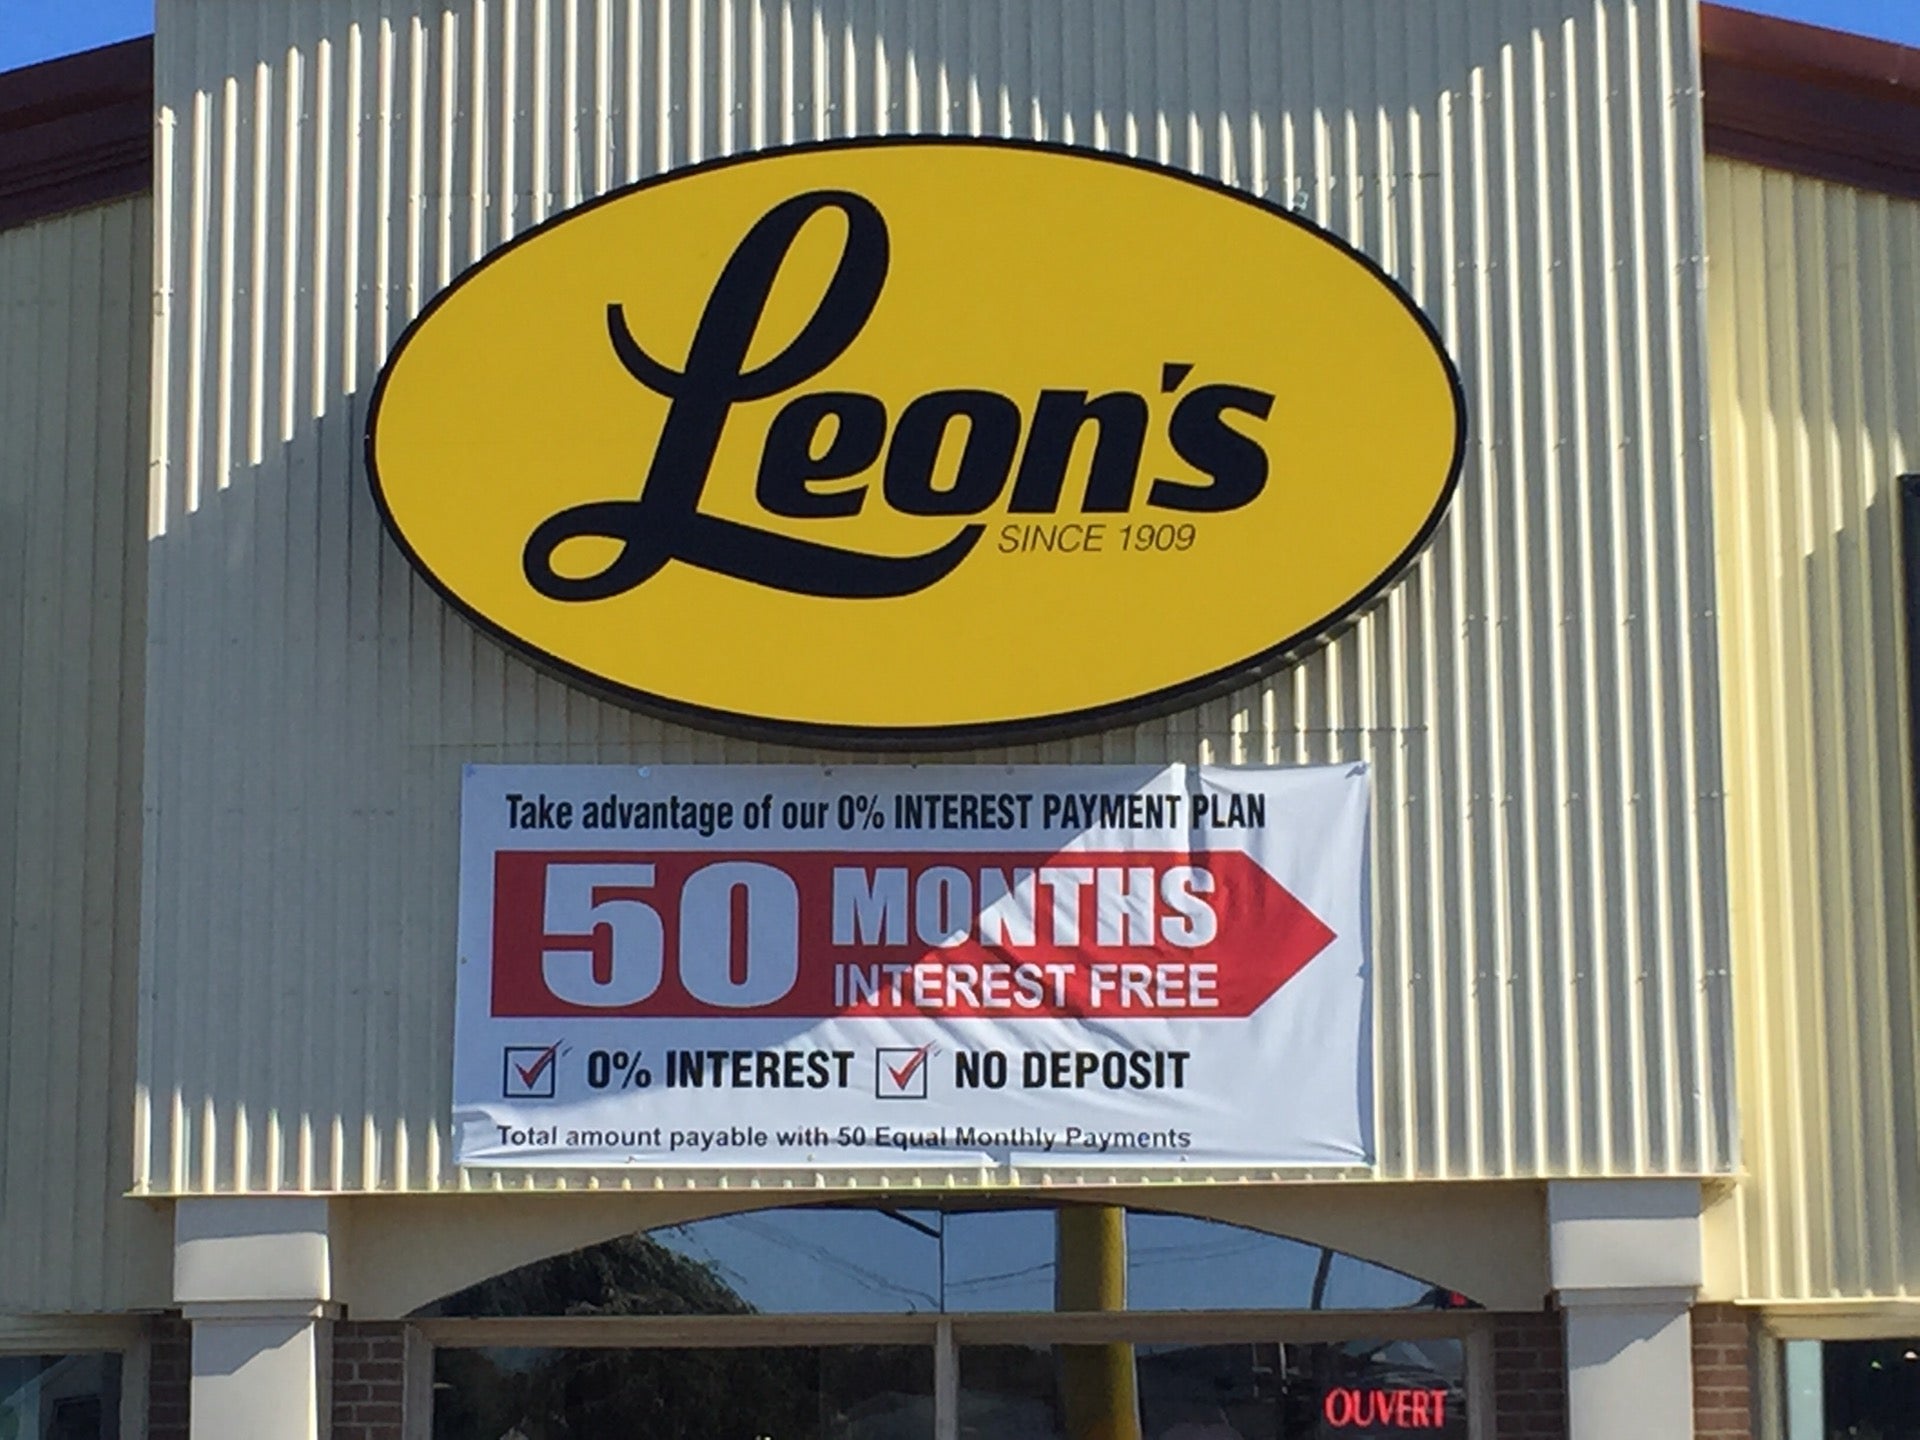 Leon's
SINCE 1909
Take advantage of our 0% INTEREST PAYMENT PLAN
50 MONTHS
INTEREST FREE
0% INTEREST NO DEPOSIT
Total amount payable with 50 Equal Monthly Payments
OUVERT